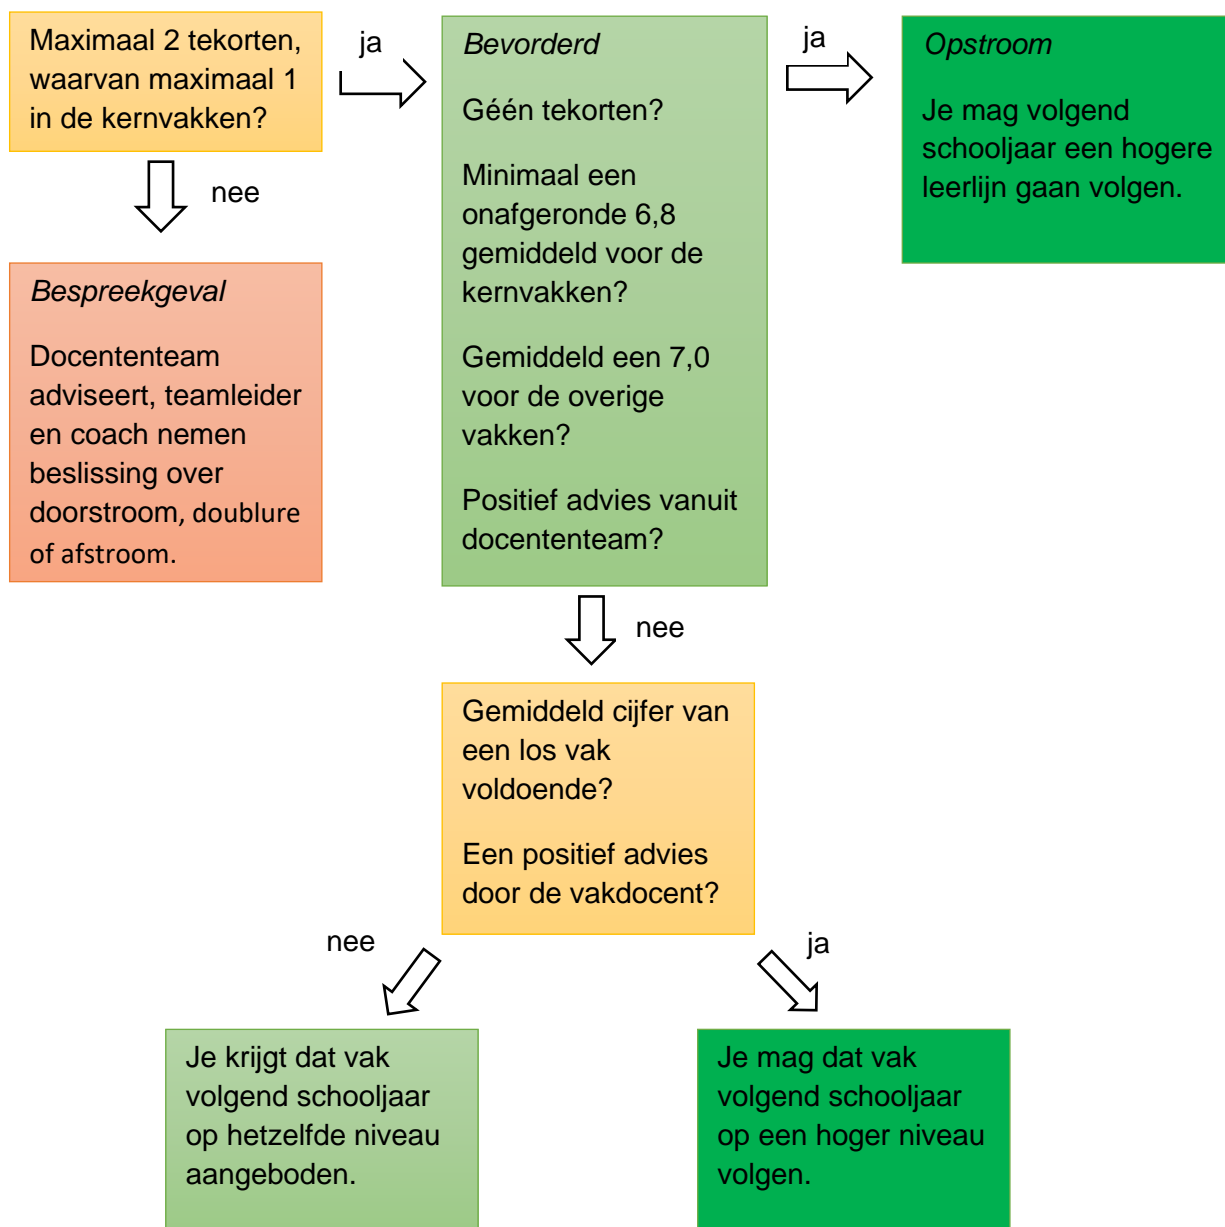 Maximaal 2 tekorten,
waarvan maximaal 1
in de kernvakken?
ja
nee
Bespreekgeval
Docententeam
adviseert, teamleider
en coach nemen
beslissing over
doorstroom, doublure
of afstroom.
Bevorderd
Géén tekorten?
Minimaal een
onafgeronde 6,8
gemiddeld voor de
kernvakken?
Gemiddeld een 7,0
voor de overige
vakken?
Positief advies vanuit
docententeam?
ja
Opstroom
Je mag volgend
schooljaar een hogere
leerlijn gaan volgen.
nee
Gemiddeld cijfer van
een los vak
voldoende?
Een positief advies
door de vakdocent?
nee
ja
Je krijgt dat vak
volgend schooljaar
op hetzelfde niveau
aangeboden.
Je mag dat vak
volgend schooljaar
op een hoger niveau
volgen.